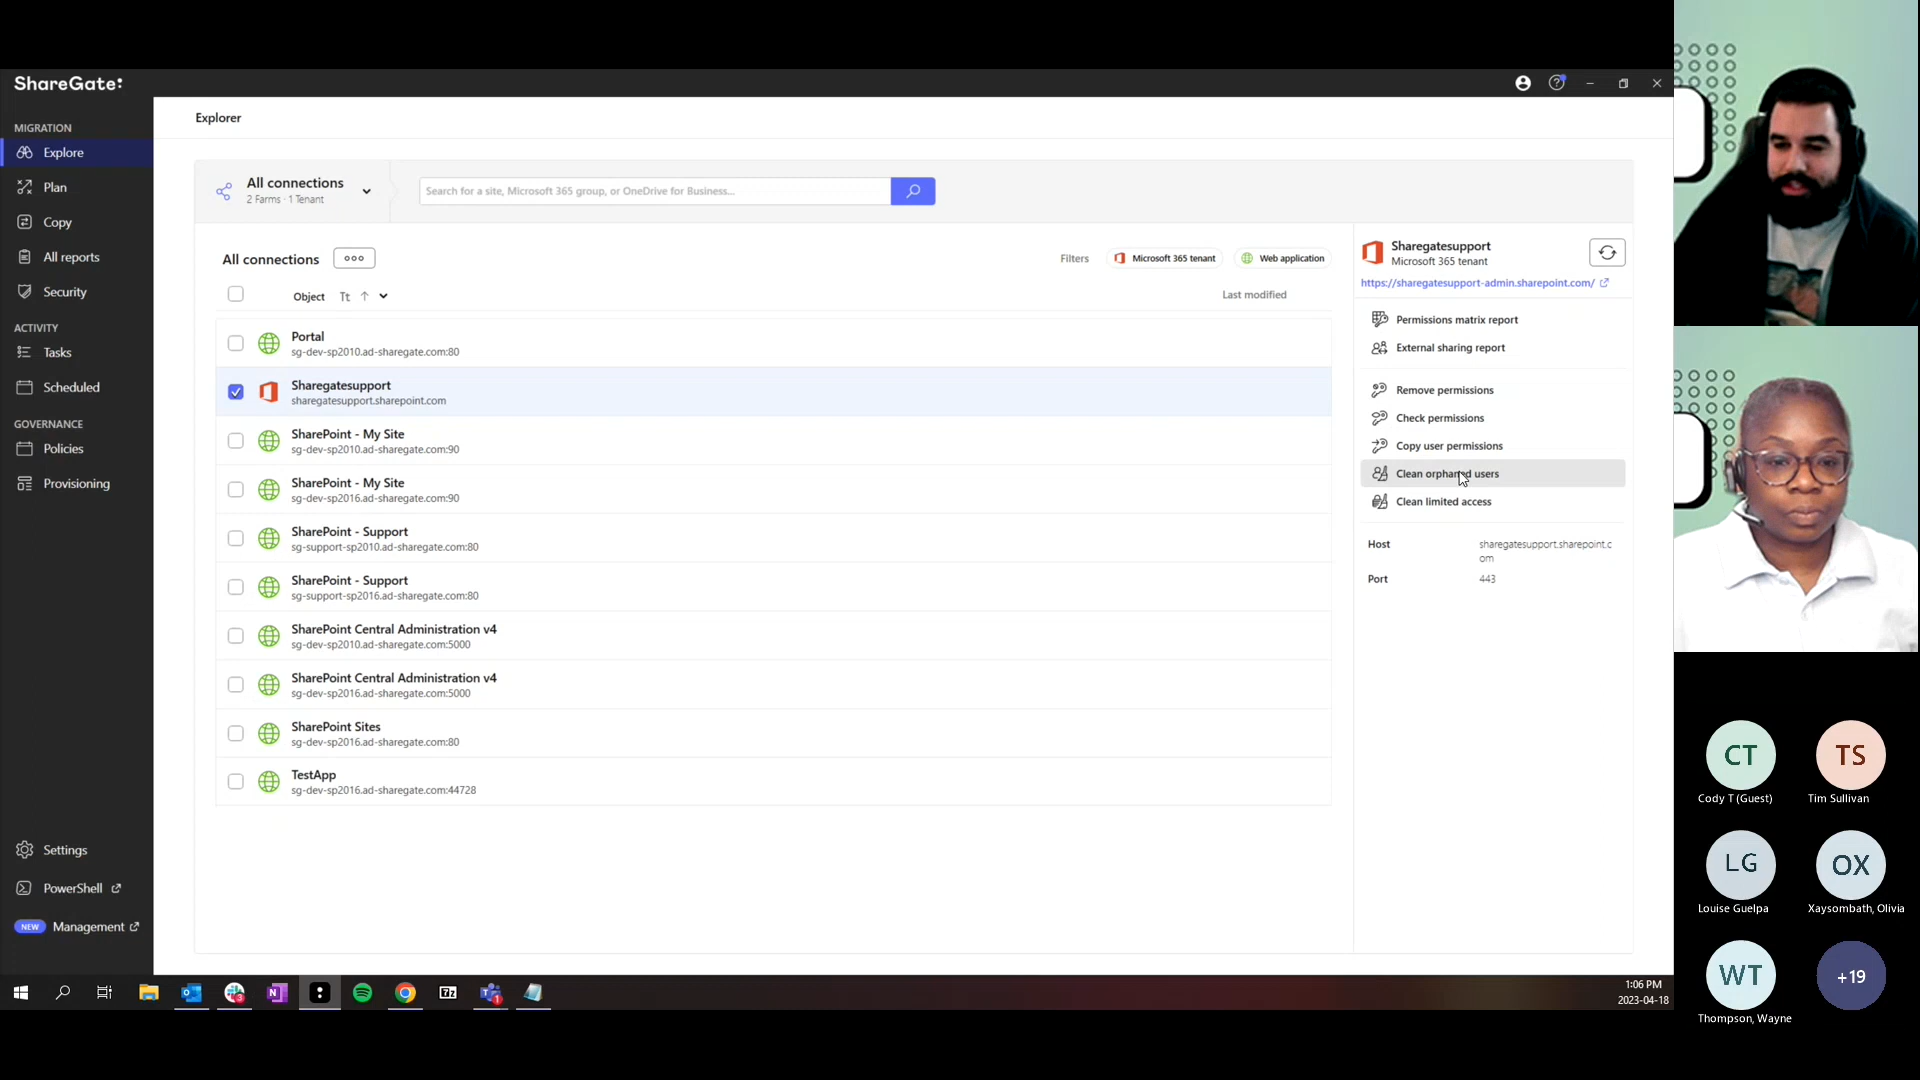 ShareGate:
MIGRATION
Explore
Plan
Copy
All reports
Security
ACTIVITY
Tasks
Scheduled
GOVERNANCE
Policies
Provisioning
Settings
PowerShell
NEW Management
Explorer
All connections
2 Farms · 1 Tenant
Search for a site, Microsoft 365 group, or OneDrive for Business...
All connections
Filters Microsoft 365 tenant Web application
Object Tt Last modified
Portal
sg-dev-sp2010.ad-sharegate.com:80
Sharegatesupport
sharegatesupport.sharepoint.com
SharePoint - My Site
sg-dev-sp2010.ad-sharegate.com:90
SharePoint - My Site
sg-dev-sp2016.ad-sharegate.com:90
SharePoint - Support
sg-support-sp2010.ad-sharegate.com:80
SharePoint - Support
sg-support-sp2016.ad-sharegate.com:80
SharePoint Central Administration v4
sg-dev-sp2010.ad-sharegate.com:5000
SharePoint Central Administration v4
sg-dev-sp2016.ad-sharegate.com:5000
SharePoint Sites
sg-dev-sp2016.ad-sharegate.com:80
TestApp
sg-dev-sp2016.ad-sharegate.com:44728
Sharegatesupport
Microsoft 365 tenant
https://sharegatesupport-admin.sharepoint.com/
Permissions matrix report
External sharing report
Remove permissions
Check permissions
Copy user permissions
Clean orphaned users
Clean limited access
Host sharegatesupport.sharepoint.c
om
Port 443
1:06 PM
2023-04-18
CT
Cody T (Guest)
TS
Tim Sullivan
LG
Louise Guelpa
OX
Xaysombath, Olivia
WT
Thompson, Wayne
+19